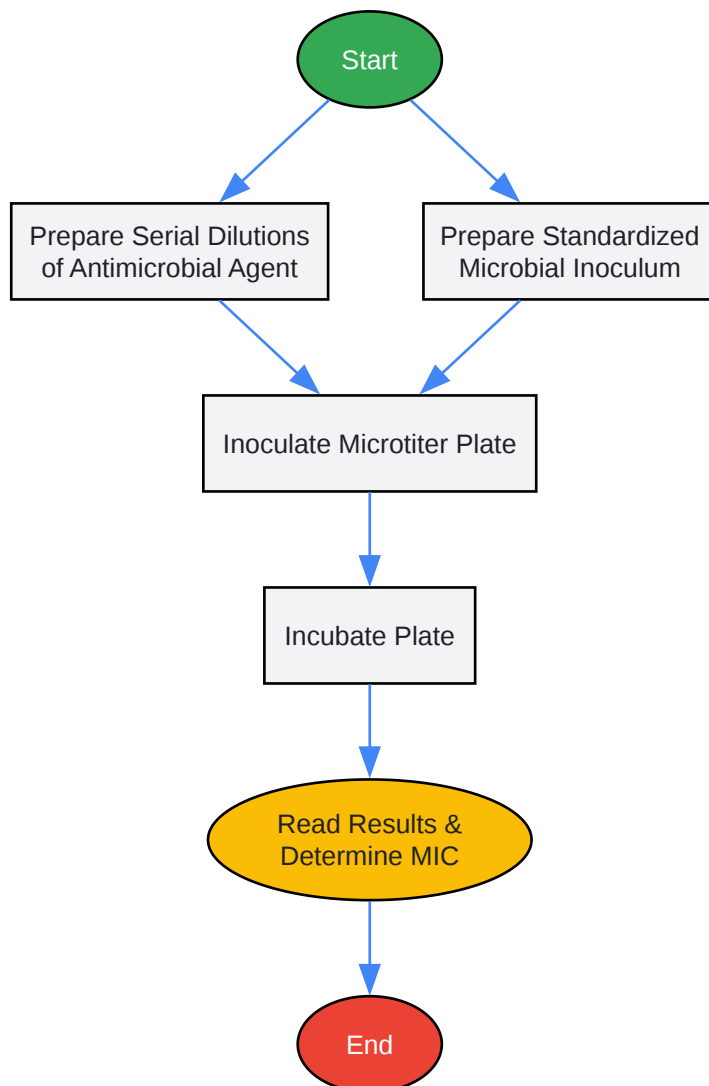 Start
Prepare Serial Dilutions
of Antimicrobial Agent
Prepare Standardized
Microbial Inoculum
Inoculate Microtiter Plate
Incubate Plate
Read Results &
Determine MIC
End